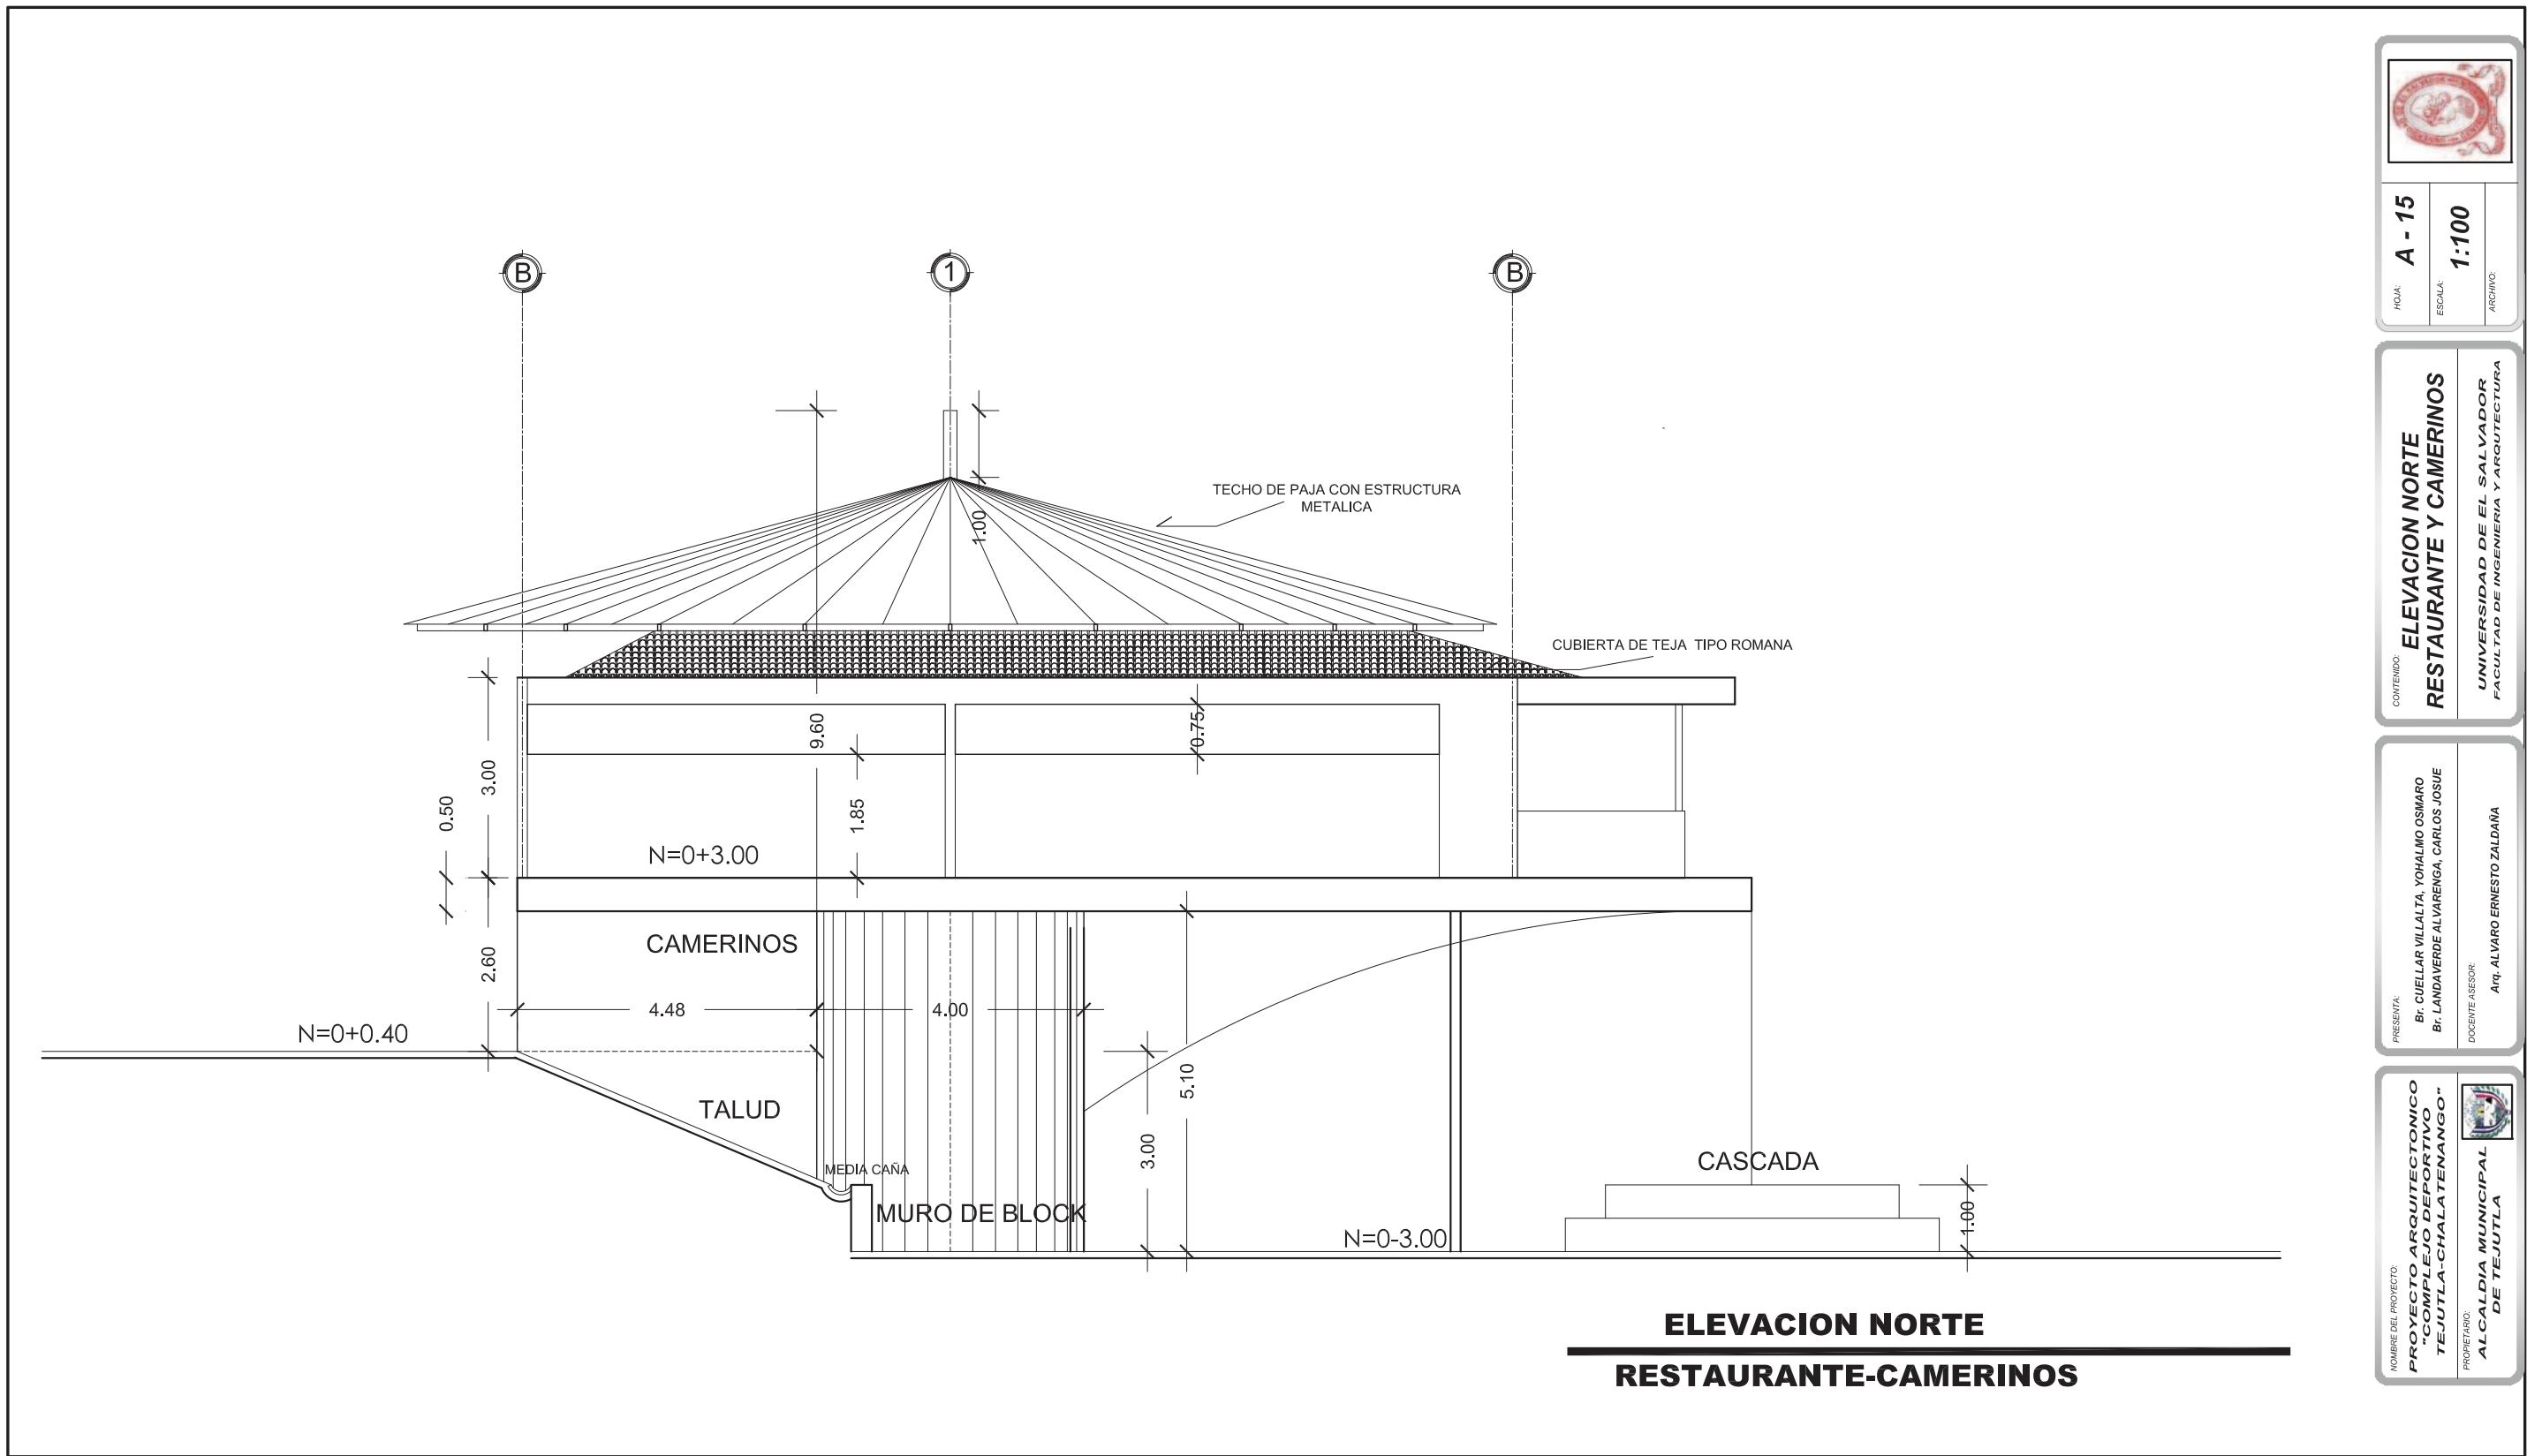 B
1
B
TECHO DE PAJA CON ESTRUCTURA
METALICA
1.00
CUBIERTA DE TEJA TIPO ROMANA
9.60
0.75
3.00
0.50
1.85
N=0+3.00
CAMERINOS
2.60
4.48
4.00
N=0+0.40
5.10
TALUD
3.00
MEDIA CAÑA
CASCADA
MURO DE BLOCK
1.00
N=0-3.00
ELEVACION NORTE
RESTAURANTE-CAMERINOS
HOJA:
A - 15
ESCALA:
1:100
ARCHIVO:
CONTENIDO:
ELEVACION NORTE
RESTAURANTE Y CAMERINOS
UNIVERSIDAD DE EL SALVADOR
FACULTAD DE INGENIERIA Y ARQUTECTURA
PRESENTA:
Br. CUELLAR VILLALTA, YOHALMO OSMARO
Br. LANDAVERDE ALVARENGA, CARLOS JOSUE
DOCENTE ASESOR:
Arq. ALVARO ERNESTO ZALDAÑA
NOMBRE DEL PROYECTO:
PROYECTO ARQUITECTONICO
"COMPLEJO DEPORTIVO
TEJUTLA-CHALATENANGO"
PROPIETARIO:
ALCALDIA MUNICIPAL
DE TEJUTLA